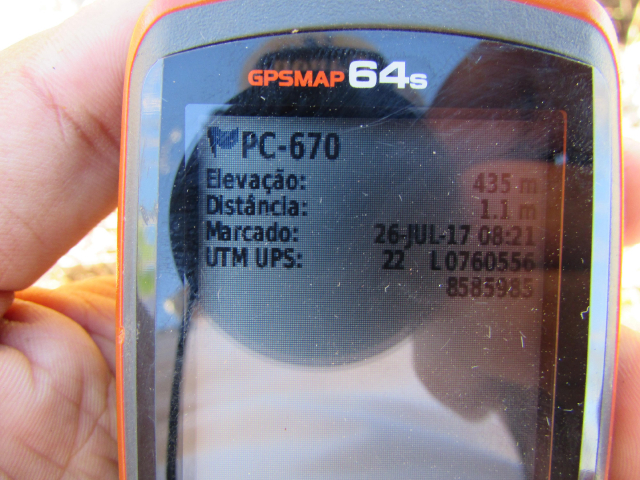 GPSMAP 64s
PC-670
Elevação: 435 m
Distância: 1.1 m
Marcado: 26-JUL-17 08:21
UTM UPS: 22 L 0760556
8585985